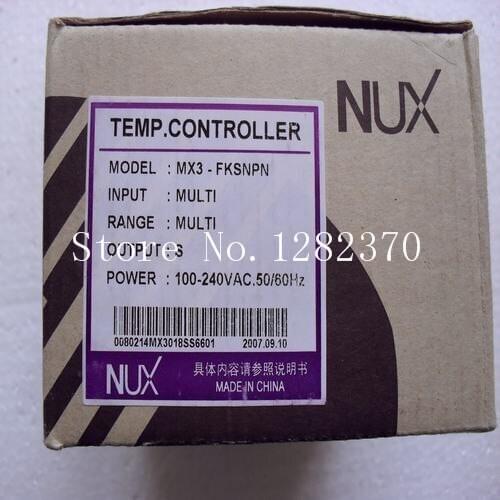 NUX
TEMP.CONTROLLER
MODEL : MX3 - FKSNPN
INPUT : MULTI
RANGE : MULTI
OUTPUT : S
Store No. 1282370
POWER : 100-240VAC.50/60Hz
0080214MX3018SS6601 2007.09.10
NUX
具体内容请参照说明书
MADE IN CHINA